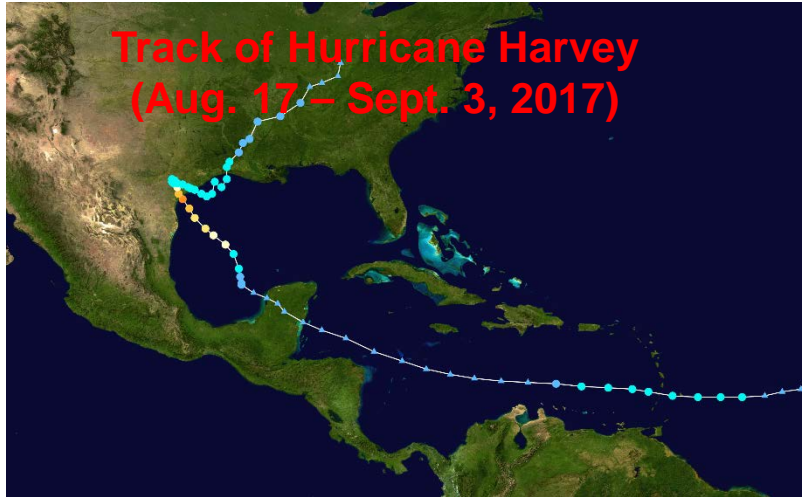 Track of Hurricane Harvey
(Aug. 17 – Sept. 3, 2017)